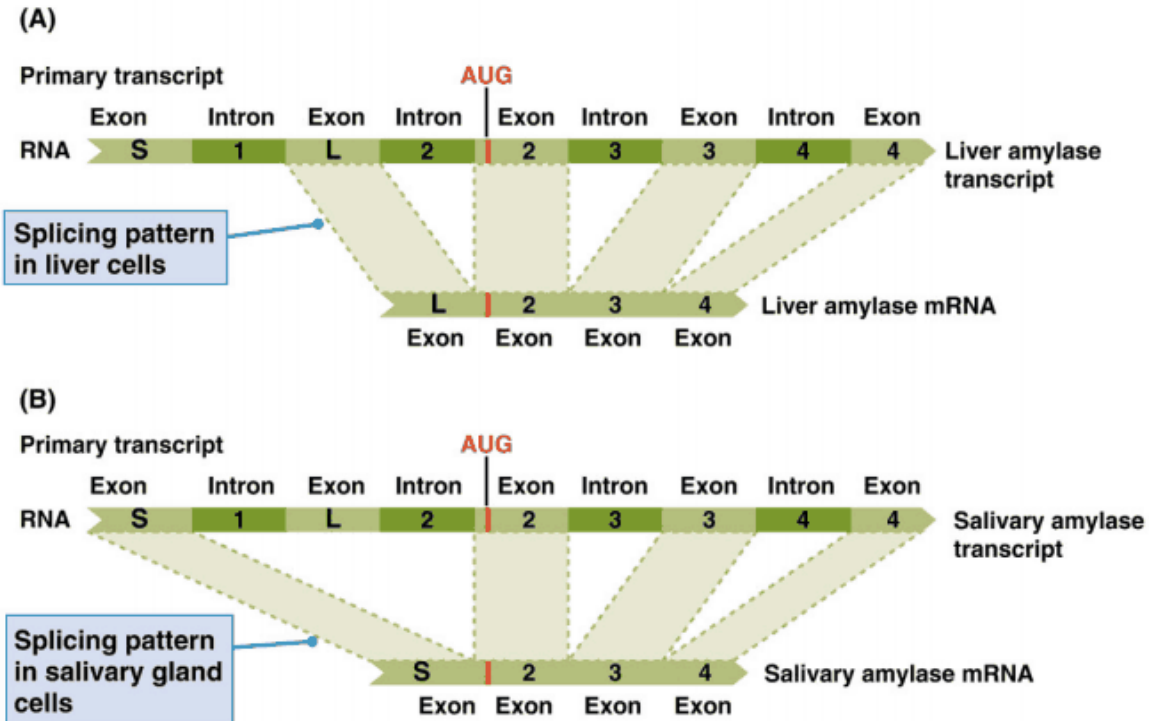 (A)
Primary transcript
AUG
Exon Intron Exon Intron Exon Intron Exon Intron Exon
RNA S 1 L 2 2 3 3 4 4 Liver amylase
transcript
Splicing pattern
in liver cells
L 2 3 4 Liver amylase mRNA
Exon Exon Exon Exon
(B)
Primary transcript
AUG
Exon Intron Exon Intron Exon Intron Exon Intron Exon
RNA S 1 L 2 2 3 3 4 4 Salivary amylase
transcript
Splicing pattern
in salivary gland
cells
S 2 3 4 Salivary amylase mRNA
Exon Exon Exon Exon